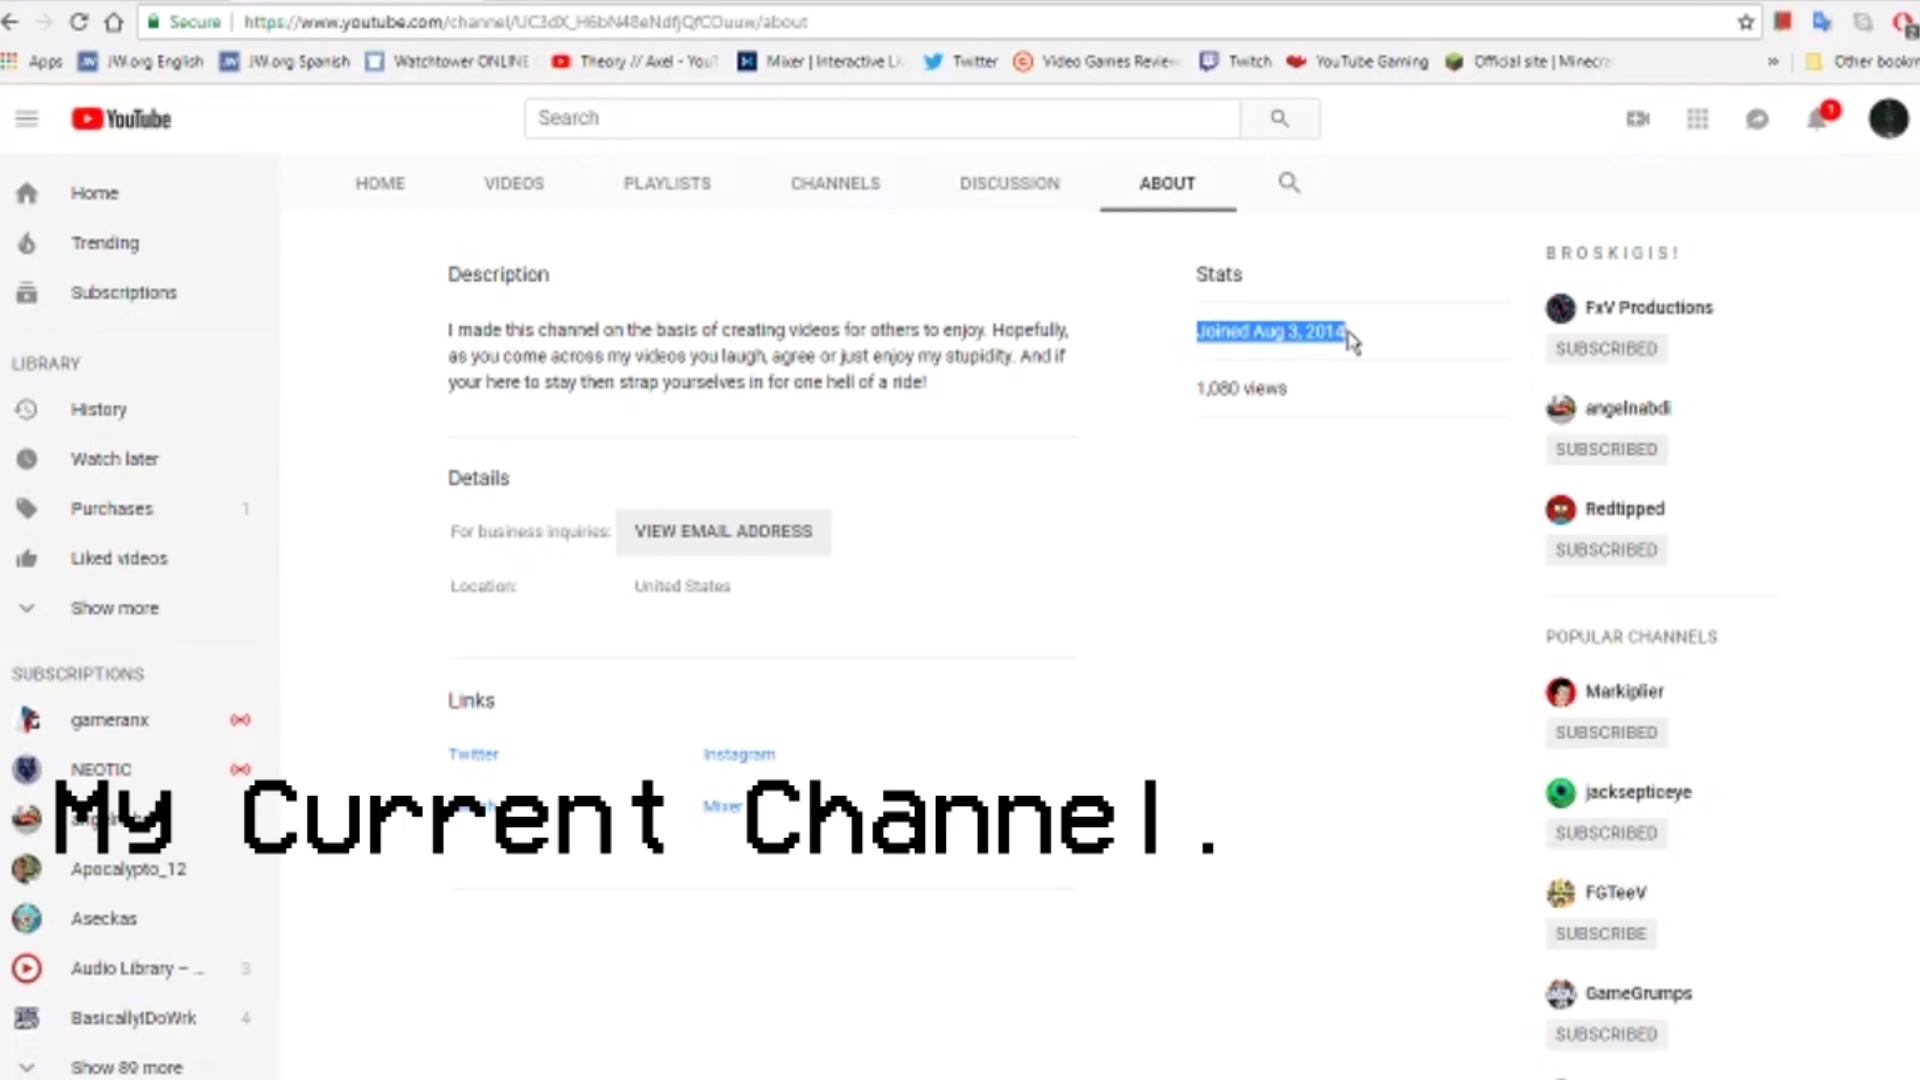 Secure https://www.youtube.com/channel/UC3dX_H6bN48eNdfjQfCOuuw/about
Apps JW.org English JW.org Spanish Watchtower ONLINE Theory // Axel - YouT Mixer | Interactive Li Twitter Video Games Review Twitch YouTube Gaming Official site | Minecra » Other bookm
YouTube
Search
1
HOME VIDEOS PLAYLISTS CHANNELS DISCUSSION ABOUT
Home
Trending
Subscriptions
LIBRARY
History
Watch later
Purchases 1
Liked videos
Show more
SUBSCRIPTIONS
gameranx
NEOTIC
Apocalypto_12
Aseckas
Audio Library – ... 3
BasicallyIDoWrk 4
Show 89 more
Description
I made this channel on the basis of creating videos for others to enjoy. Hopefully,
as you come across my videos you laugh, agree or just enjoy my stupidity. And if
your here to stay then strap yourselves in for one hell of a ride!
Details
For business inquiries: VIEW EMAIL ADDRESS
Location: United States
Links
Twitter Instagram
Mixer
My Current Channel.
Stats
Joined Aug 3, 2014
1,080 views
BROSKIGIS!
FxV Productions
SUBSCRIBED
angelnabdi
SUBSCRIBED
Redtipped
SUBSCRIBED
POPULAR CHANNELS
Markiplier
SUBSCRIBED
jacksepticeye
SUBSCRIBED
FGTeeV
SUBSCRIBE
GameGrumps
SUBSCRIBED